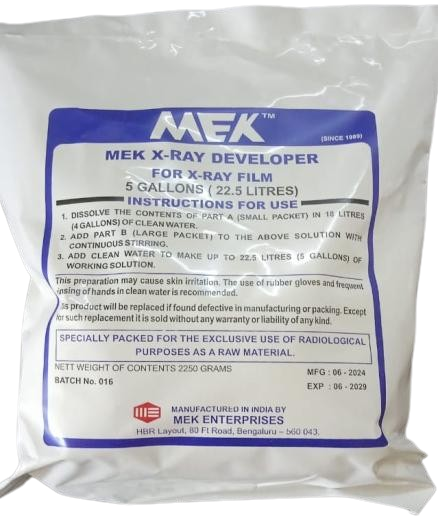 MEK™
(SINCE 1989)
MEK X-RAY DEVELOPER
FOR X-RAY FILM
5 GALLONS ( 22.5 LITRES)
INSTRUCTIONS FOR USE
1. DISSOLVE THE CONTENTS OF PART A (SMALL PACKET) IN 18 LITRES
(4 GALLONS) OF CLEAN WATER.
2. ADD PART B (LARGE PACKET) TO THE ABOVE SOLUTION WITH
CONTINUOUS STIRRING.
3. ADD CLEAN WATER TO MAKE UP TO 22.5 LITRES (5 GALLONS) OF
WORKING SOLUTION.
This preparation may cause skin irritation. The use of rubber gloves and frequent
rinsing of hands in clean water is recommended.
This product will be replaced if found defective in manufacturing or packing. Except
for such replacement it is sold without any warranty or liability of any kind.
SPECIALLY PACKED FOR THE EXCLUSIVE USE OF RADIOLOGICAL
PURPOSES AS A RAW MATERIAL.
NETT WEIGHT OF CONTENTS 2250 GRAMS
MFG : 06 - 2024
BATCH No. 016
EXP : 06 - 2029
MANUFACTURED IN INDIA BY
MEK ENTERPRISES
HBR Layout, 80 Ft Road, Bengaluru – 560 043.